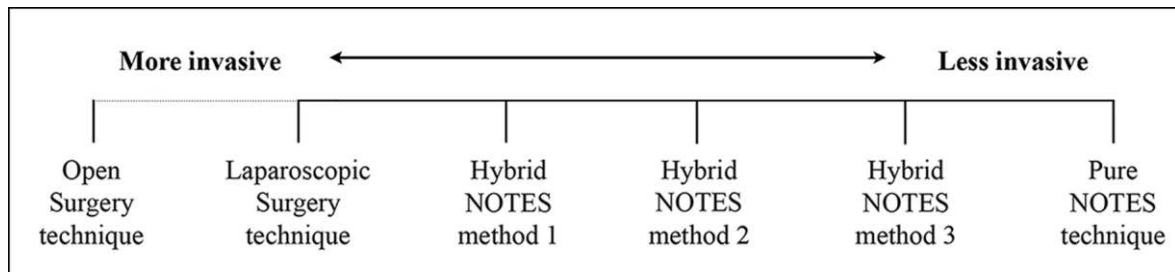 More invasive
Less invasive
Open
Surgery
technique
Laparoscopic
Surgery
technique
Hybrid
NOTES
method 1
Hybrid
NOTES
method 2
Hybrid
NOTES
method 3
Pure
NOTES
technique